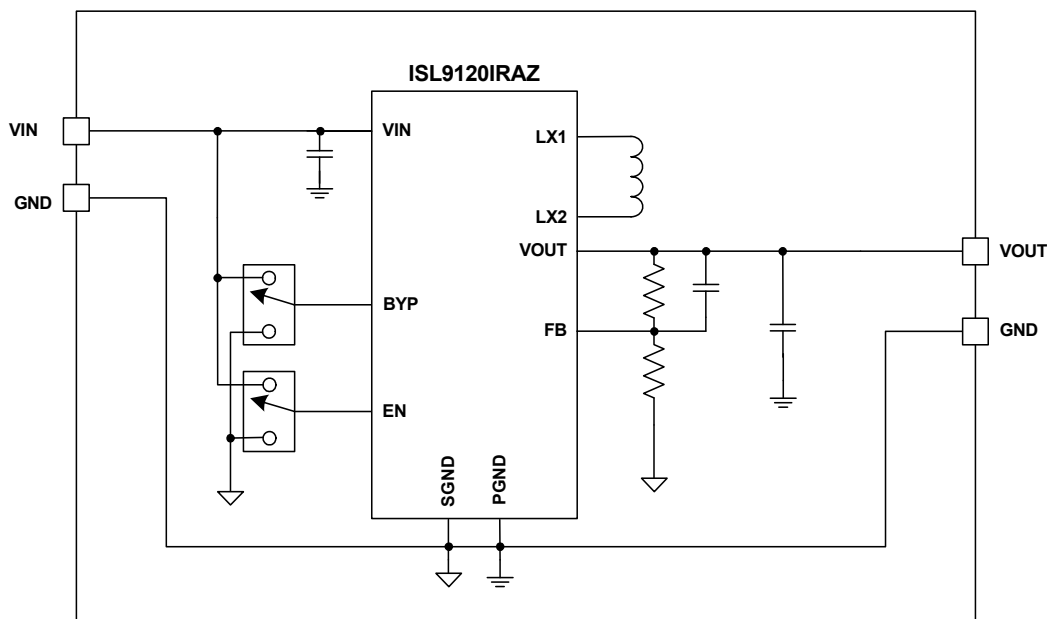 ISL9120IRAZ
VIN
VIN
LX1
GND
LX2
VOUT
VOUT
BYP
FB
GND
EN
SGND
PGND